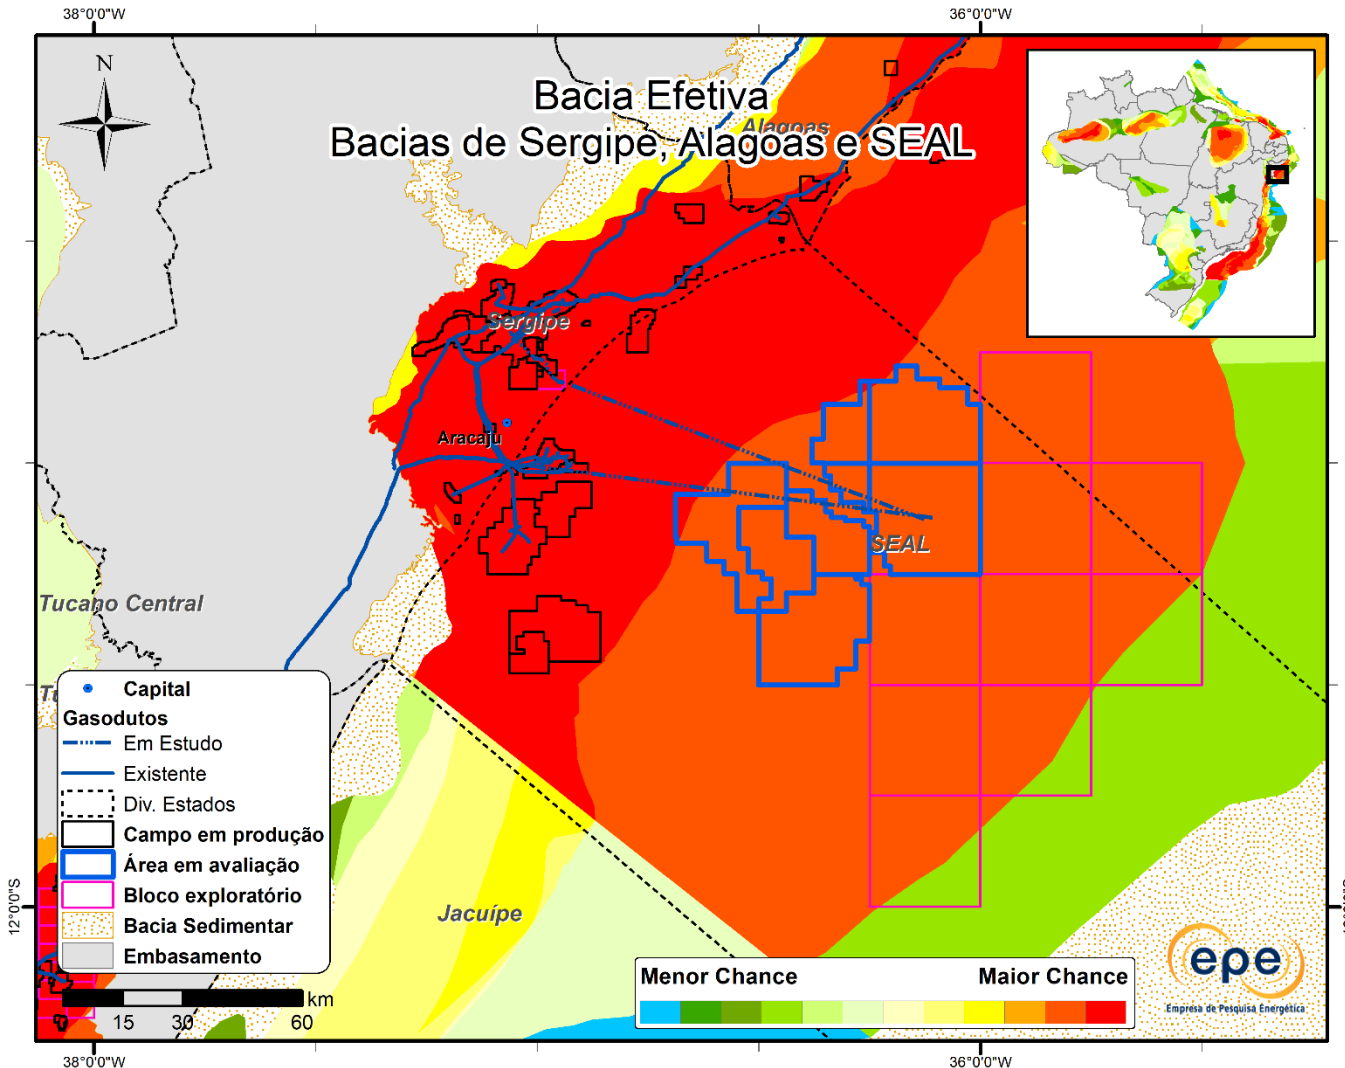 38°0'0"W
36°0'0"W
N
Bacia Efetiva
Bacias de Sergipe, Alagoas e SEAL
Alagoas
Sergipe
Aracaju
SEAL
Tucano Central
Capital
Gasodutos
Em Estudo
Existente
Div. Estados
Campo em produção
Área em avaliação
Bloco exploratório
Bacia Sedimentar
Embasamento
Jacuípe
12°0'0"S
km
0
15
30
60
Menor Chance
Maior Chance
epe
Empresa de Pesquisa Energética
38°0'0"W
36°0'0"W